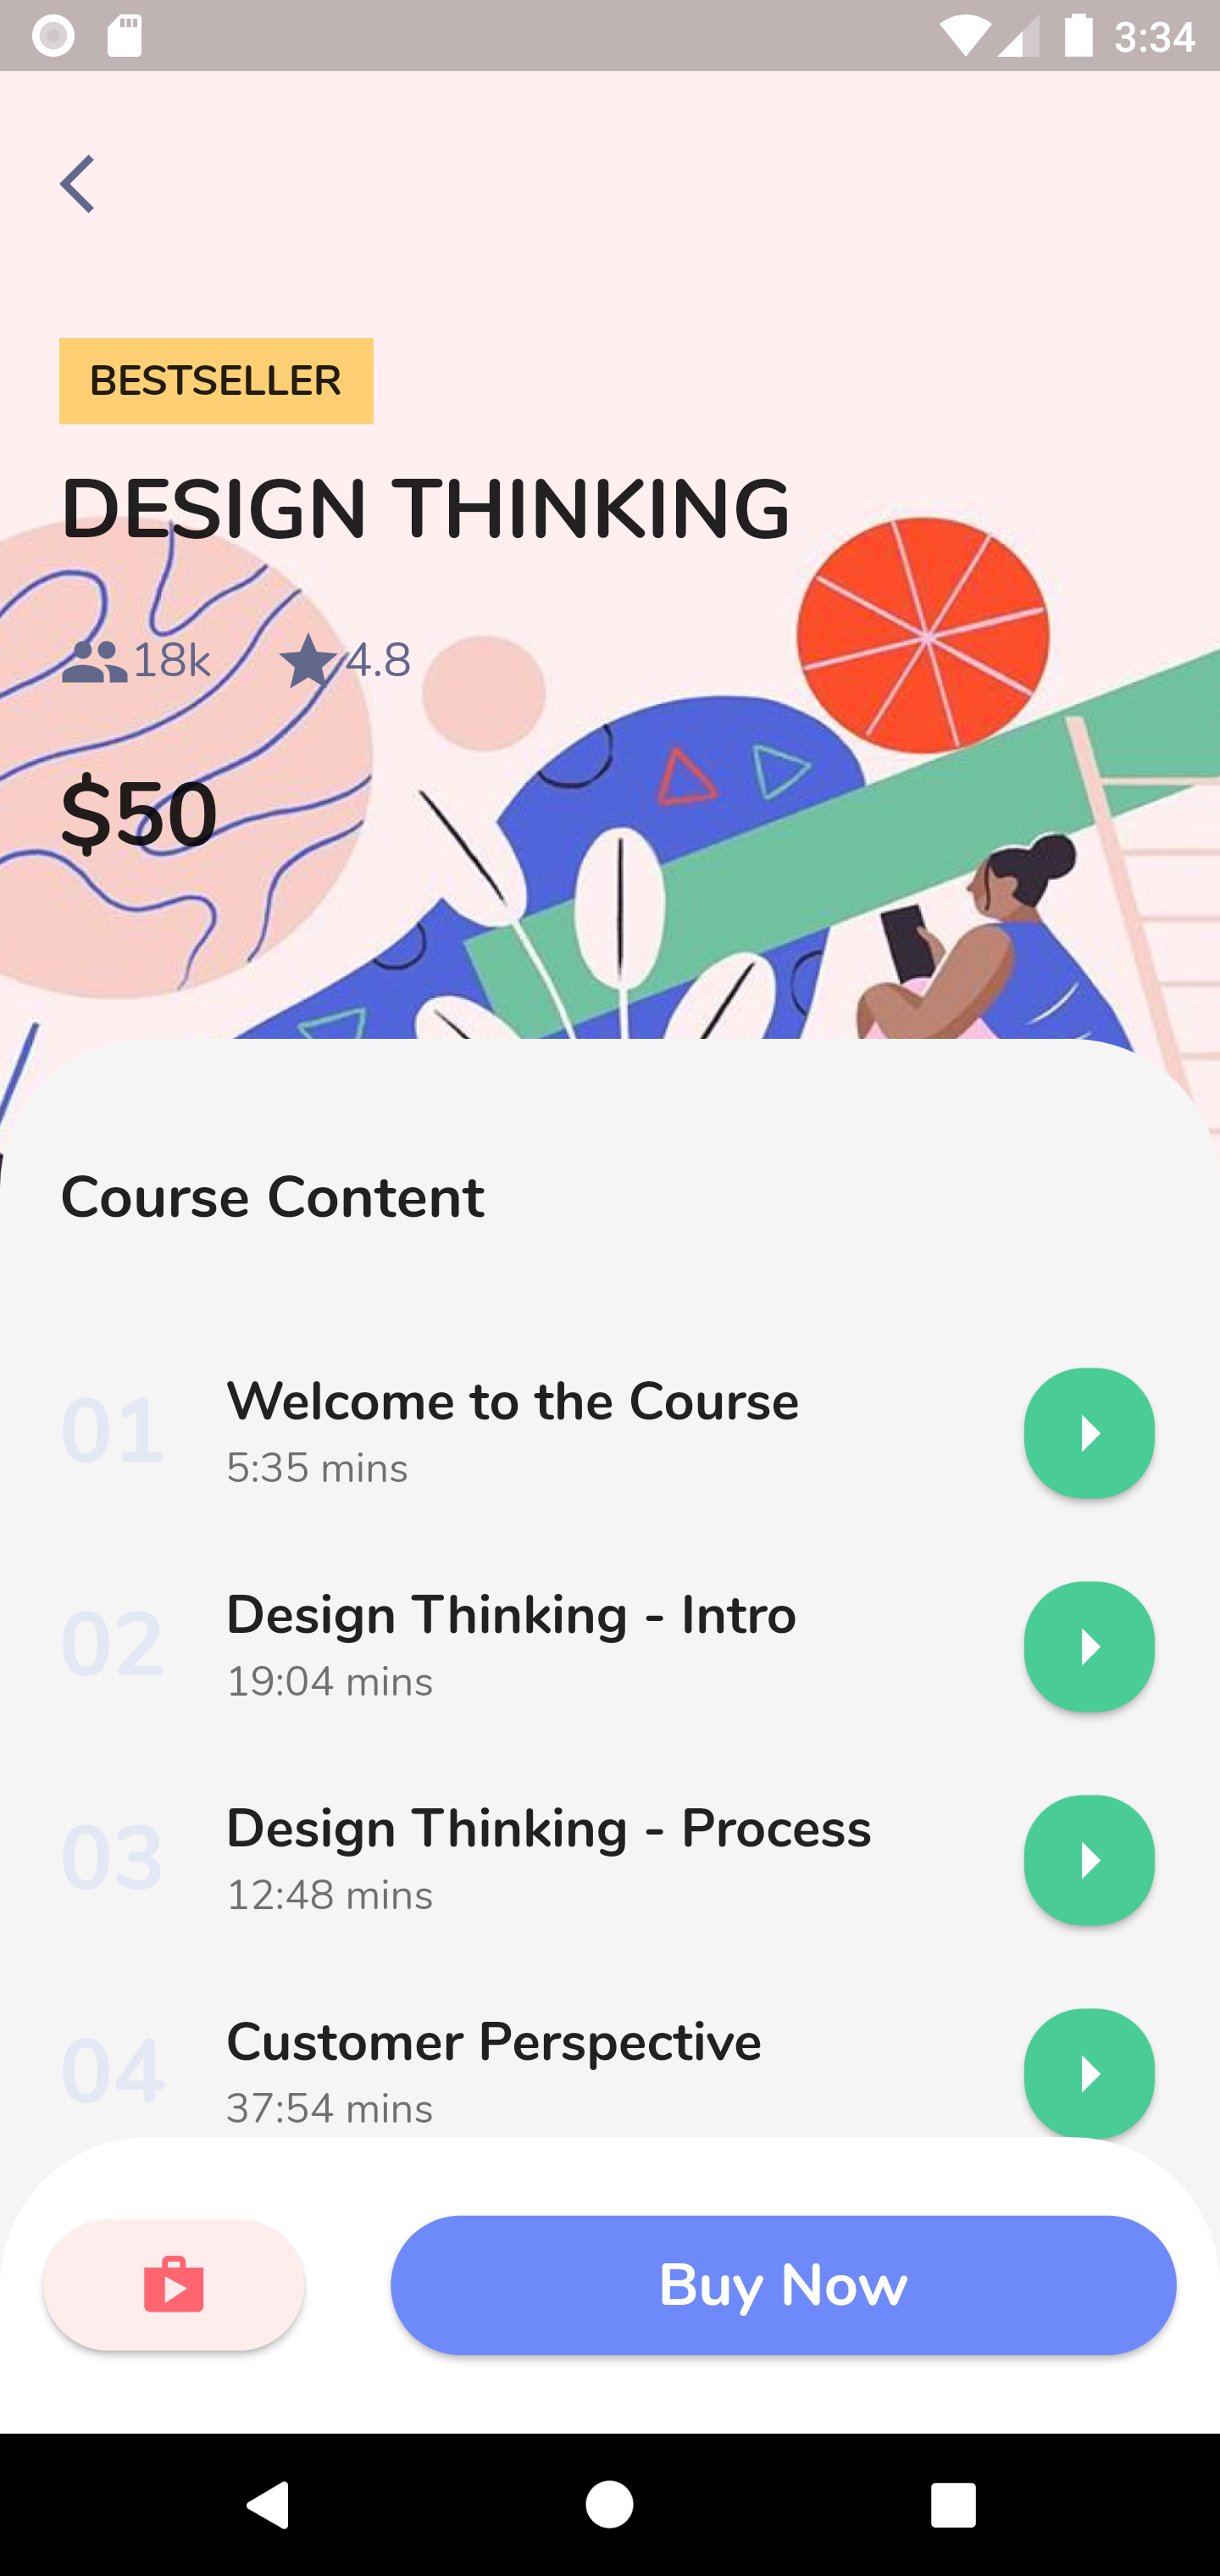 3:34
BESTSELLER
DESIGN THINKING
18k 4.8
$50
Course Content
01 Welcome to the Course
5:35 mins
02 Design Thinking - Intro
19:04 mins
03 Design Thinking - Process
12:48 mins
04 Customer Perspective
37:54 mins
Buy Now